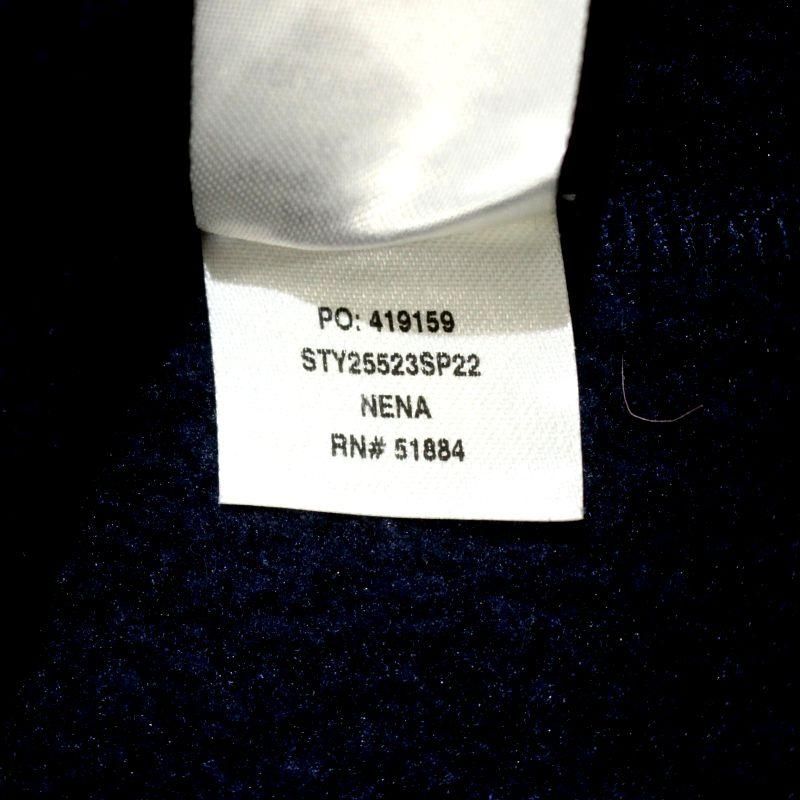 PO: 419159
STY25523SP22
NENA
RN# 51884